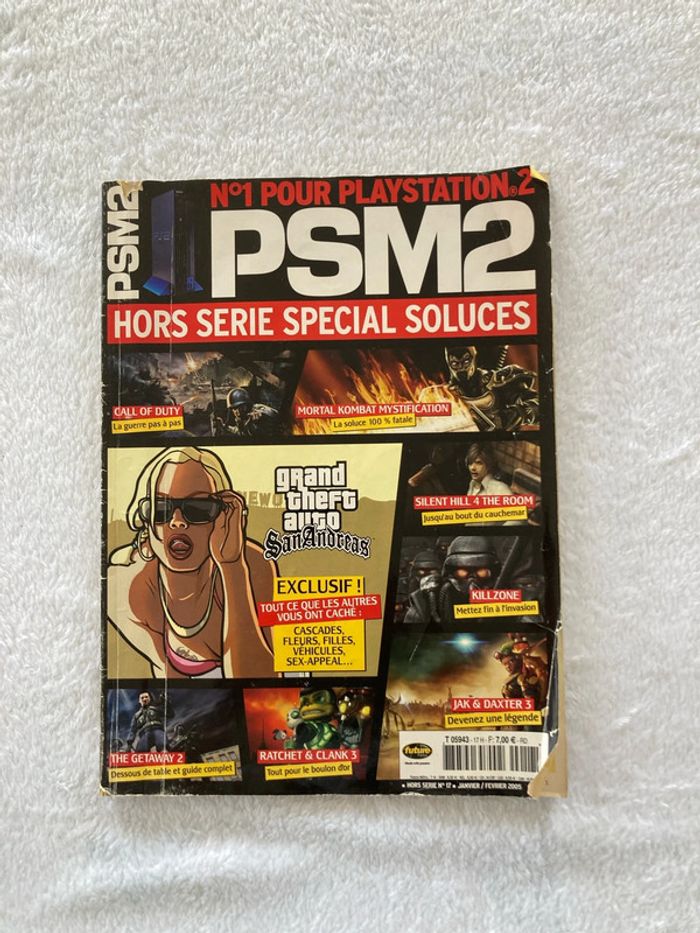 PSM2
N°1 POUR PLAYSTATION®2
PSM2
HORS SERIE SPECIAL SOLUCES
CALL OF DUTY
La guerre pas à pas
MORTAL KOMBAT MYSTIFICATION
La soluce 100 % fatale
grand
theft
auto
San Andreas
EXCLUSIF !
TOUT CE QUE LES AUTRES
VOUS ONT CACHÉ :
CASCADES,
FLEURS, FILLES,
VÉHICULES,
SEX-APPEAL...
SILENT HILL 4 THE ROOM
Jusqu'au bout du cauchemar
KILLZONE
Mettez fin à l'invasion
JAK & DAXTER 3
Devenez une légende
THE GETAWAY 2
Dessous de table et guide complet
RATCHET & CLANK 3
Tout pour le boulon d'or
future
T 05943 - 17 H - F: 7,00 € - RD
HORS SERIE N° 17 ■ JANVIER / FEVRIER 2005